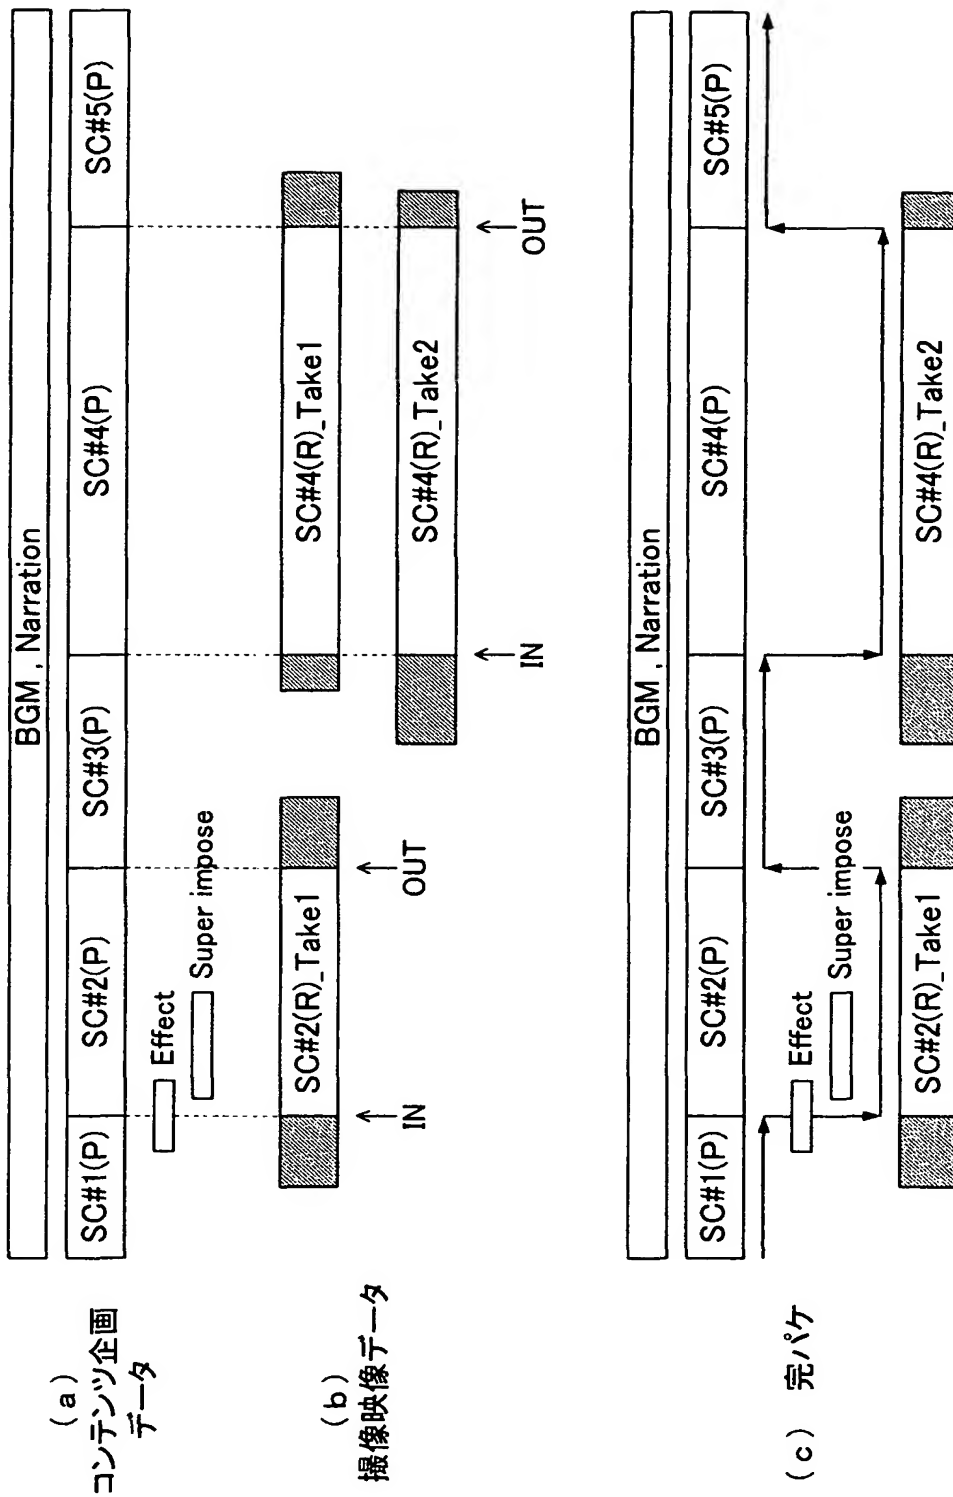 (a)
コンテンツ企画
データ
BGM , Narration
SC#1(P)
SC#2(P)
SC#3(P)
SC#4(P)
SC#5(P)
Effect
Super impose
(b)
撮像映像データ
SC#2(R)_Take1
SC#4(R)_Take1
SC#4(R)_Take2
IN
OUT
IN
OUT
(c) 完パケ
BGM , Narration
SC#1(P)
SC#2(P)
SC#3(P)
SC#4(P)
SC#5(P)
Effect
Super impose
SC#2(R)_Take1
SC#4(R)_Take2